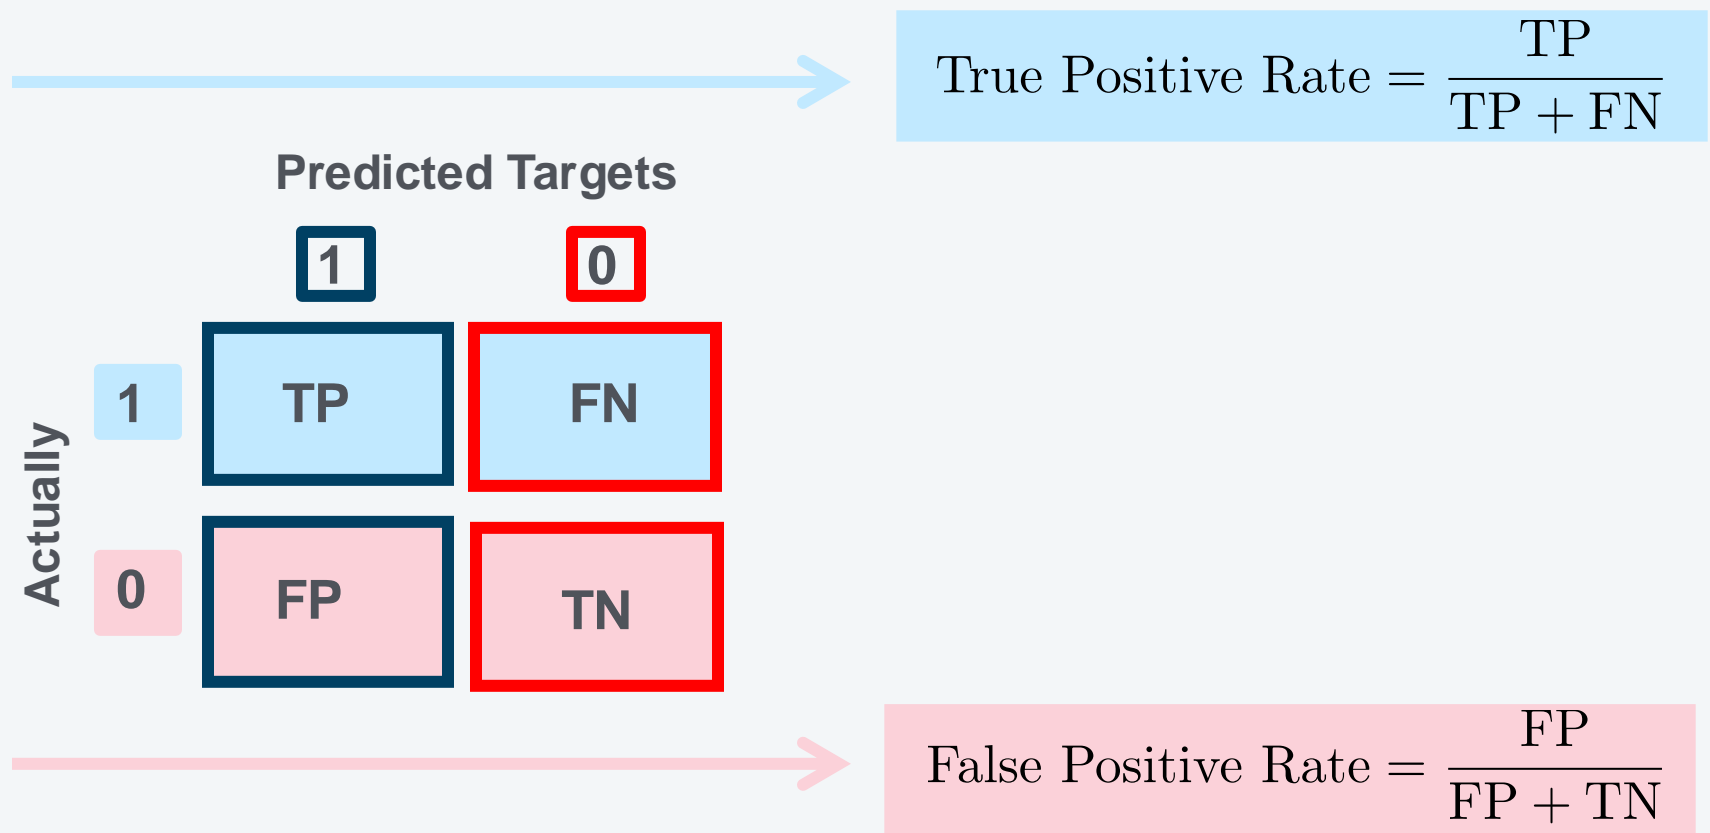 True Positive Rate = TP / (TP + FN)
Predicted Targets
1 0
Actually
1 TP FN
0 FP TN
False Positive Rate = FP / (FP + TN)